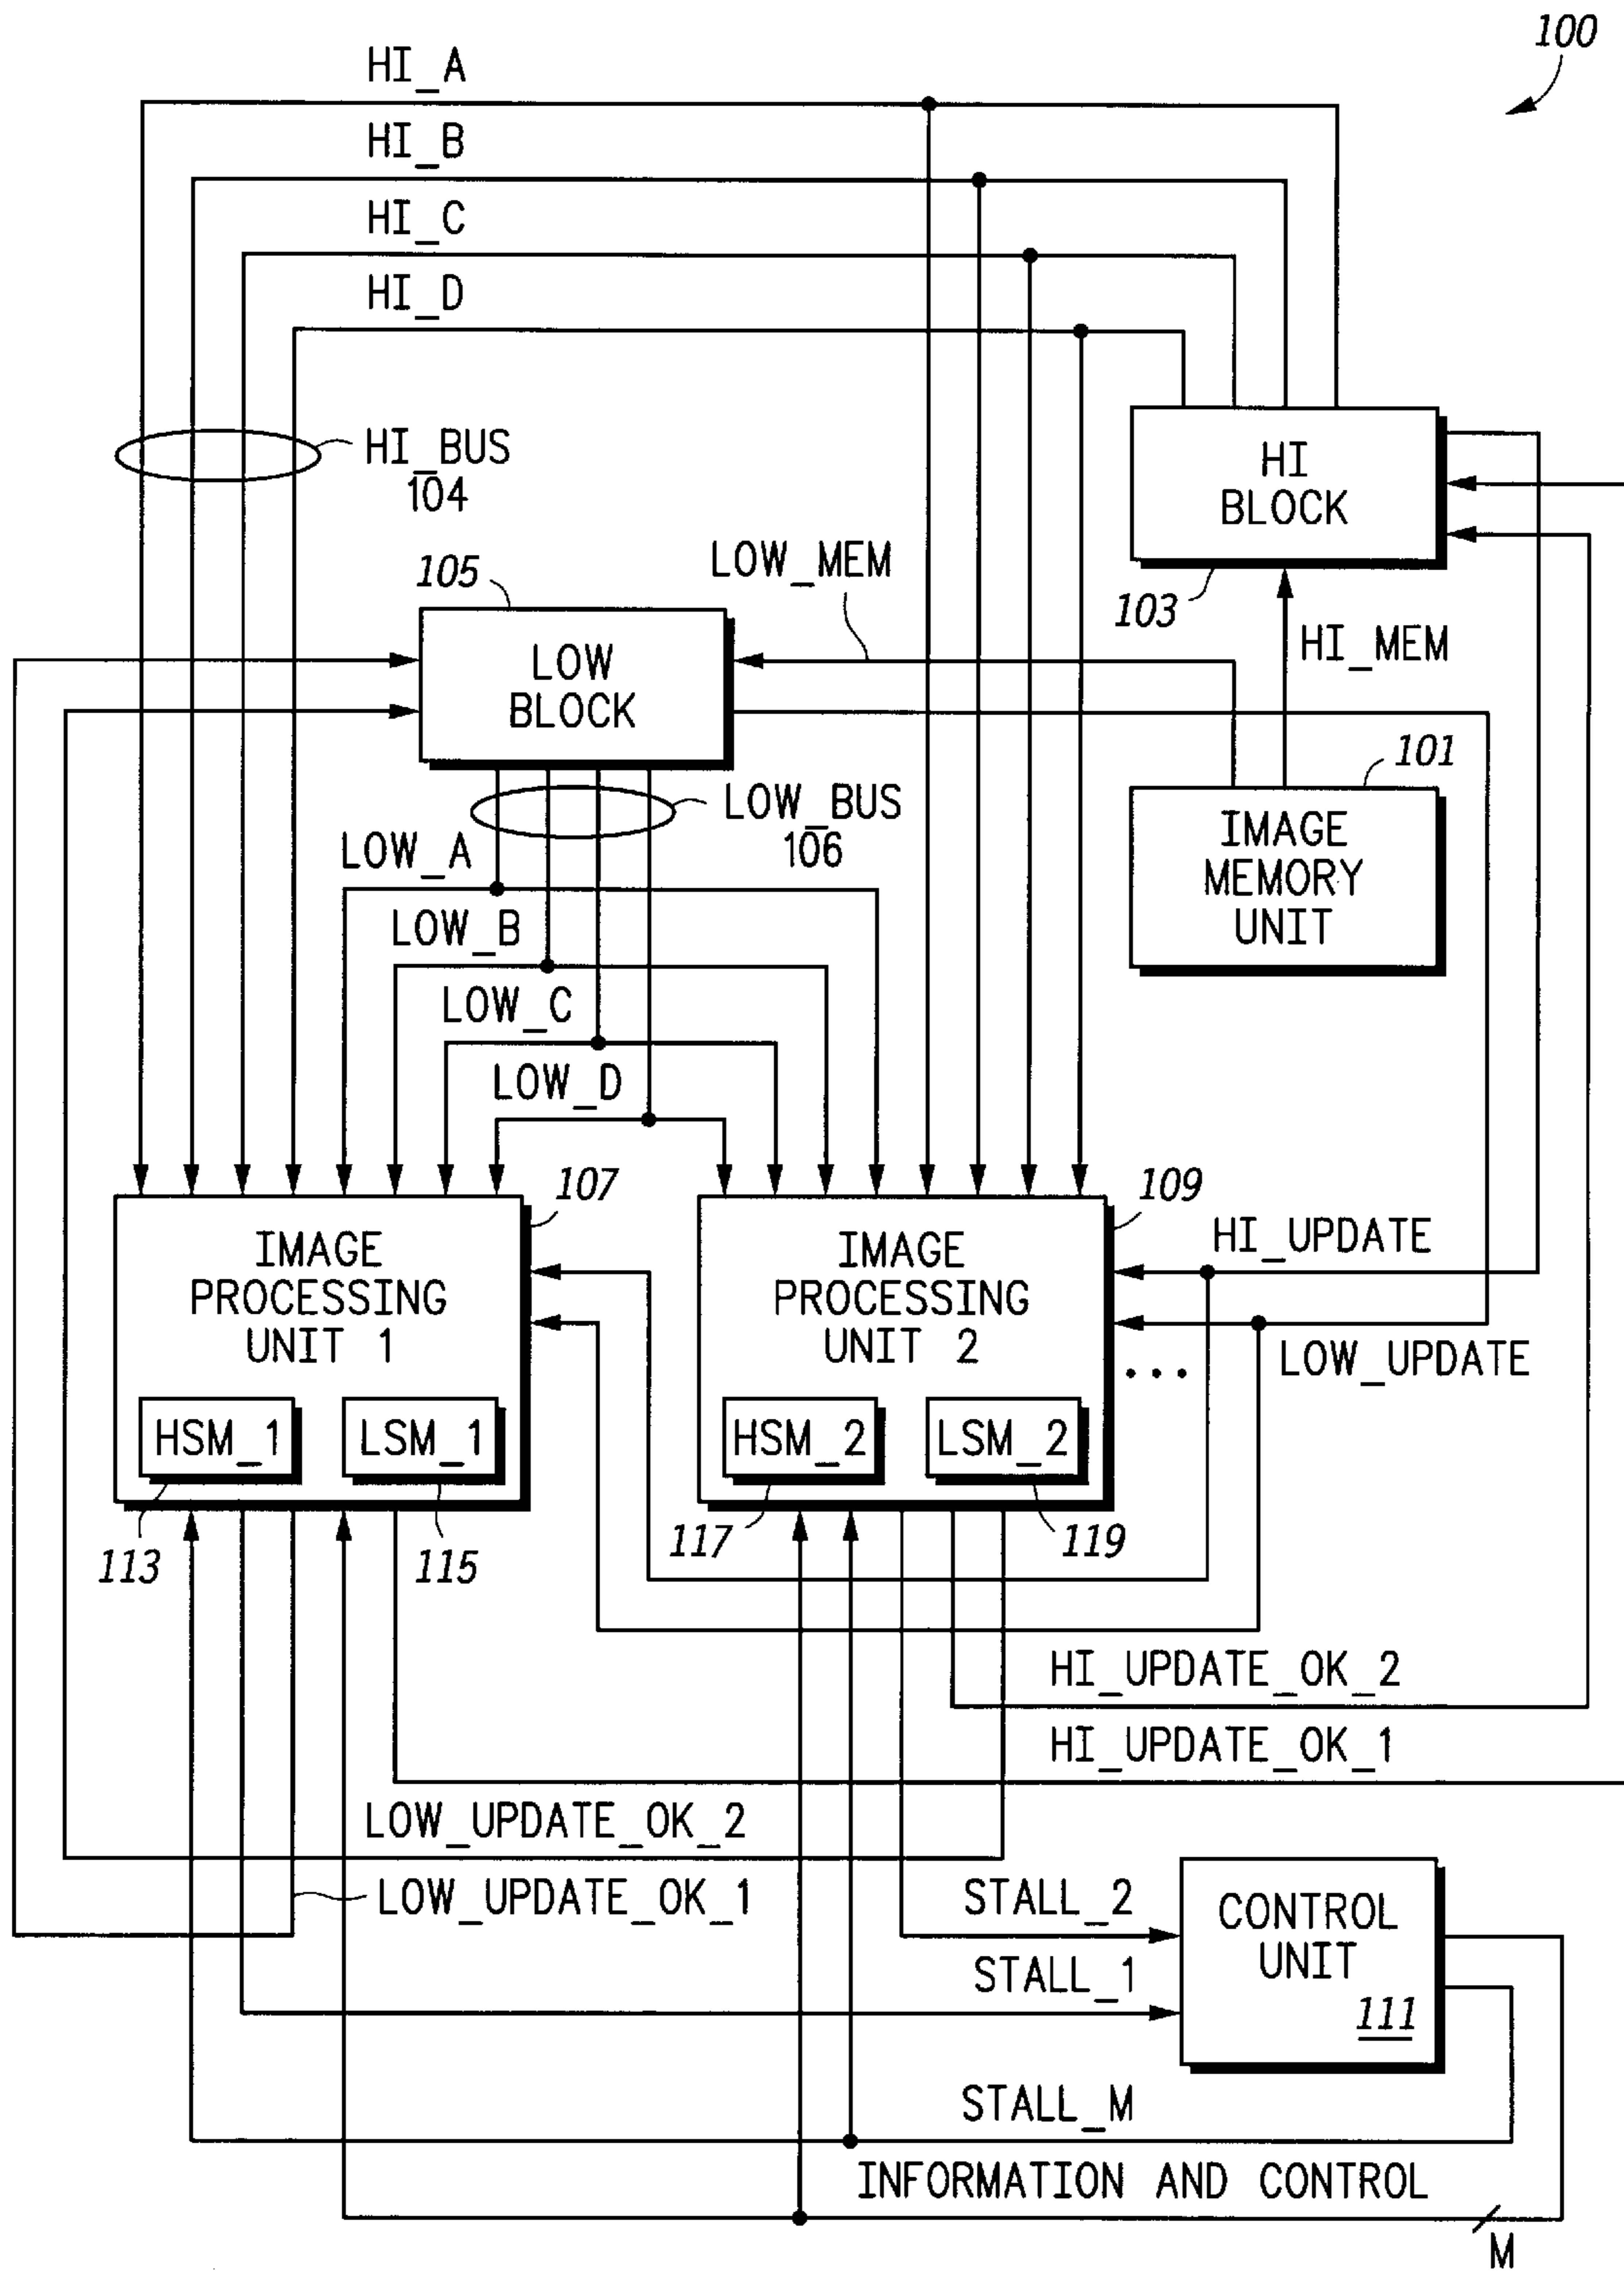 100
HI_A
HI_B
HI_C
HI_D
HI_BUS
104
HI
BLOCK
103
LOW_MEM
105
LOW
BLOCK
HI_MEM
101
IMAGE
MEMORY
UNIT
LOW_BUS
106
LOW_A
LOW_B
LOW_C
LOW_D
107
109
IMAGE
PROCESSING
UNIT 1
HSM_1
LSM_1
113
115
IMAGE
PROCESSING
UNIT 2
HSM_2
LSM_2
117
119
HI_UPDATE
LOW_UPDATE
...
HI_UPDATE_OK_2
HI_UPDATE_OK_1
LOW_UPDATE_OK_2
LOW_UPDATE_OK_1
STALL_2
STALL_1
CONTROL
UNIT
111
STALL_M
INFORMATION AND CONTROL
M